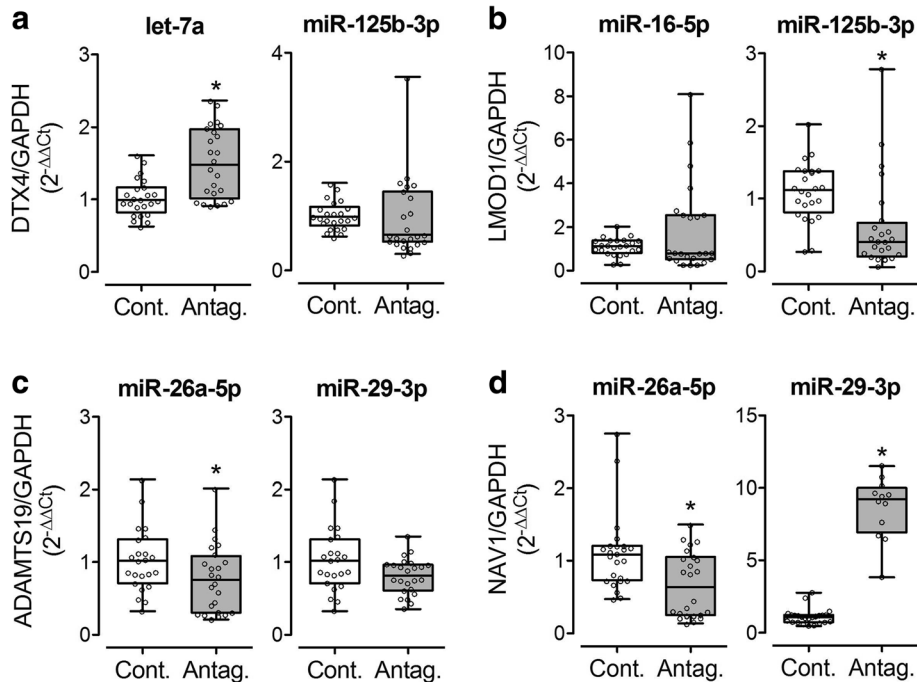 a
let-7a
miR-125b-3p
DTX4/GAPDH
(2-ΔΔCt)
3
2
1
0
*
Cont. Antag.
4
2
0
Cont. Antag.
b
miR-16-5p
miR-125b-3p
LMOD1/GAPDH
(2-ΔΔCt)
10
8
6
4
2
0
Cont. Antag.
3
2
1
0
*
Cont. Antag.
c
miR-26a-5p
miR-29-3p
ADAMTS19/GAPDH
(2-ΔΔCt)
3
2
1
0
*
Cont. Antag.
3
2
1
0
Cont. Antag.
d
miR-26a-5p
miR-29-3p
NAV1/GAPDH
(2-ΔΔCt)
3
2
1
0
*
Cont. Antag.
15
10
5
0
*
Cont. Antag.